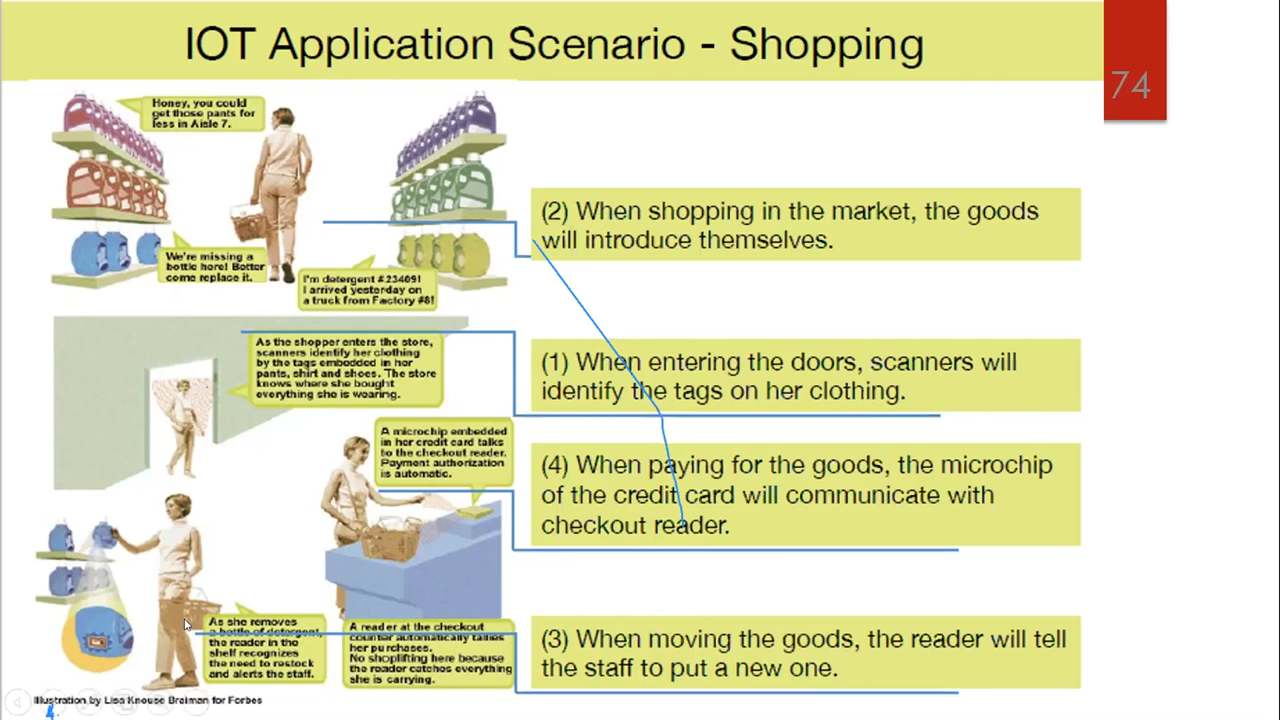 IOT Application Scenario - Shopping
74
Honey, you could
get those pants for
less in Aisle 7.
We're missing a
bottle here! Better
come replace it.
I'm detergent #234091
I arrived yesterday on
a truck from Factory #8!
(2) When shopping in the market, the goods
will introduce themselves.
As the shopper enters the store,
scanners identify her clothing
by the tags embedded in her
pants, shirt and shoes. The store
knows where she bought
everything she is wearing.
(1) When entering the doors, scanners will
identify the tags on her clothing.
A microchip embedded
in her credit card talks
to the checkout reader.
Payment authorization
is automatic.
(4) When paying for the goods, the microchip
of the credit card will communicate with
checkout reader.
As she removes
a bottle of detergent,
the reader in the
shelf recognizes
the need to restock
and alerts the staff.
A reader at the checkout
counter automatically tallies
her purchases.
No shoplifting here because
the reader catches everything
she is carrying.
(3) When moving the goods, the reader will tell
the staff to put a new one.
Illustration by Lisa Knouse Braiman for Forbes